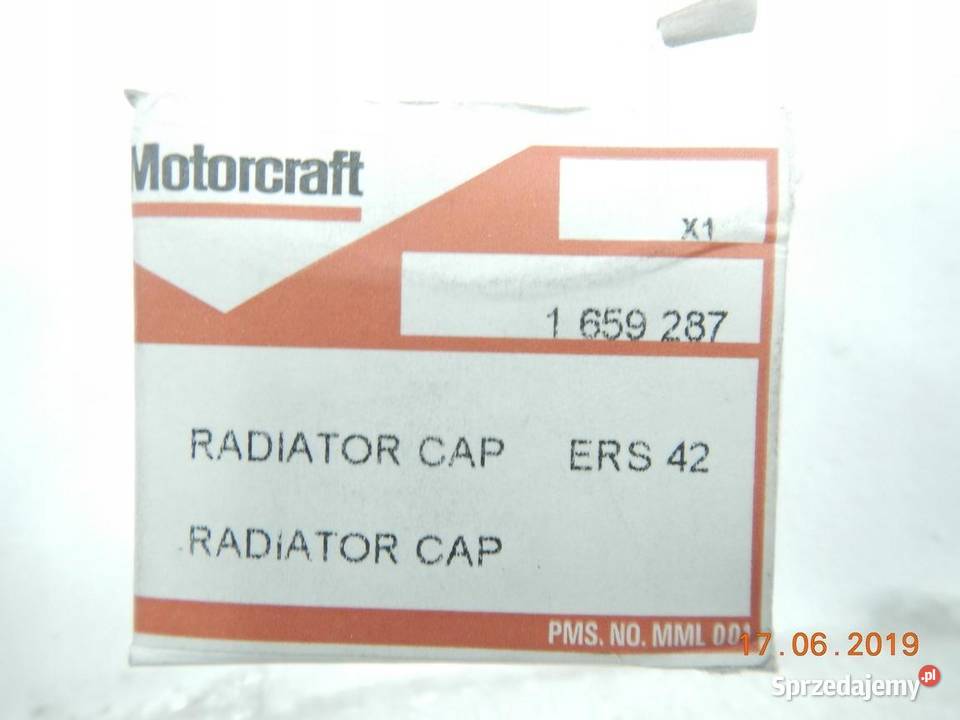 Motorcraft
X1
1 659 287
RADIATOR CAP ERS 42
RADIATOR CAP
PMS. NO. MML 001
17.06.2019
Sprzedajemy.pl